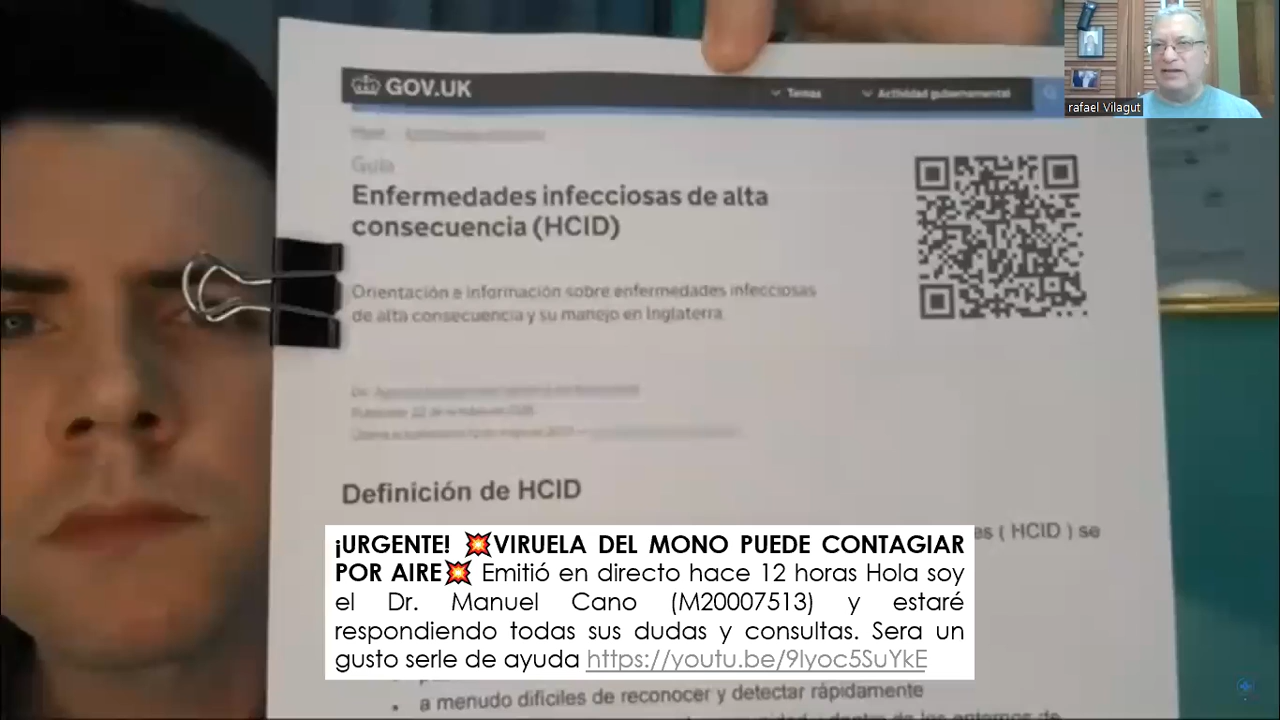 GOV.UK
Temas
Actividad gubernamental
rafael Vilagut
Guía
Enfermedades infecciosas de alta
consecuencia (HCID)
Orientación e información sobre enfermedades infecciosas
de alta consecuencia y su manejo en Inglaterra
Definición de HCID
es ( HCID ) se
¡URGENTE! 💥VIRUELA DEL MONO PUEDE CONTAGIAR
POR AIRE💥 Emitió en directo hace 12 horas Hola soy
el Dr. Manuel Cano (M20007513) y estaré
respondiendo todas sus dudas y consultas. Sera un
gusto serle de ayuda https://youtu.be/9lyoc5SuYkE
• a menudo difíciles de reconocer y detectar rápidamente